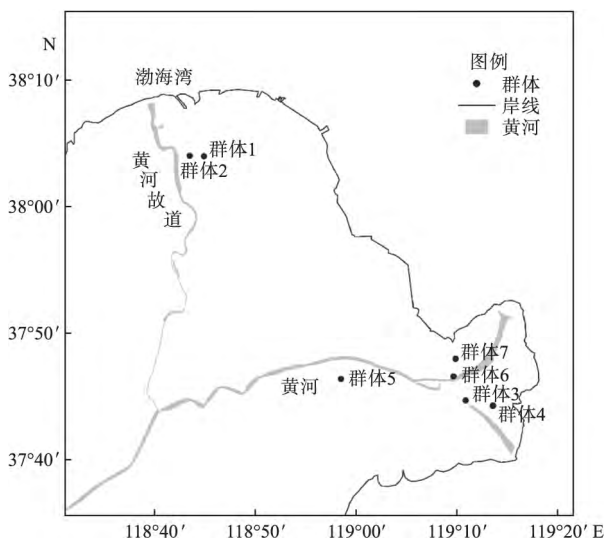 N
38°10′
38°00′
37°50′
37°40′
渤海湾
图例
群体
岸线
黄河
黄河故道
群体1
群体2
群体7
群体6
群体3
群体4
黄河
群体5
118°40′ 118°50′ 119°00′ 119°10′ 119°20′ E